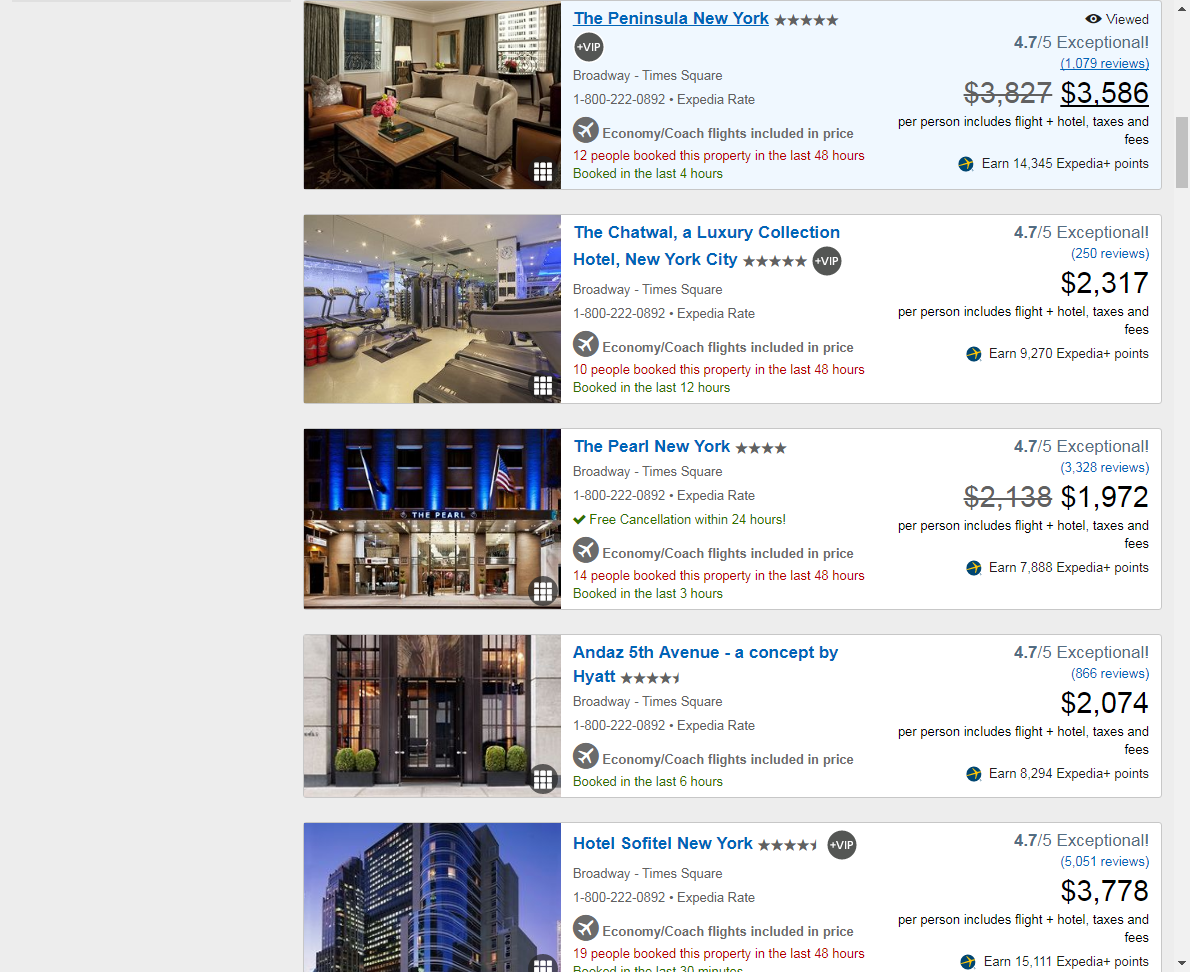 The Peninsula New York
+VIP
Broadway - Times Square
1-800-222-0892 • Expedia Rate
Economy/Coach flights included in price
12 people booked this property in the last 48 hours
Booked in the last 4 hours
Viewed
4.7/5 Exceptional!
(1,079 reviews)
$3,827 $3,586
per person includes flight + hotel, taxes and
fees
Earn 14,345 Expedia+ points
The Chatwal, a Luxury Collection
Hotel, New York City +VIP
Broadway - Times Square
1-800-222-0892 • Expedia Rate
Economy/Coach flights included in price
10 people booked this property in the last 48 hours
Booked in the last 12 hours
4.7/5 Exceptional!
(250 reviews)
$2,317
per person includes flight + hotel, taxes and
fees
Earn 9,270 Expedia+ points
THE PEARL
The Pearl New York
Broadway - Times Square
1-800-222-0892 • Expedia Rate
Free Cancellation within 24 hours!
Economy/Coach flights included in price
14 people booked this property in the last 48 hours
Booked in the last 3 hours
4.7/5 Exceptional!
(3,328 reviews)
$2,138 $1,972
per person includes flight + hotel, taxes and
fees
Earn 7,888 Expedia+ points
Andaz 5th Avenue - a concept by
Hyatt
Broadway - Times Square
1-800-222-0892 • Expedia Rate
Economy/Coach flights included in price
Booked in the last 6 hours
4.7/5 Exceptional!
(866 reviews)
$2,074
per person includes flight + hotel, taxes and
fees
Earn 8,294 Expedia+ points
Hotel Sofitel New York +VIP
Broadway - Times Square
1-800-222-0892 • Expedia Rate
Economy/Coach flights included in price
19 people booked this property in the last 48 hours
Booked in the last 30 minutes
4.7/5 Exceptional!
(5,051 reviews)
$3,778
per person includes flight + hotel, taxes and
fees
Earn 15,111 Expedia+ points